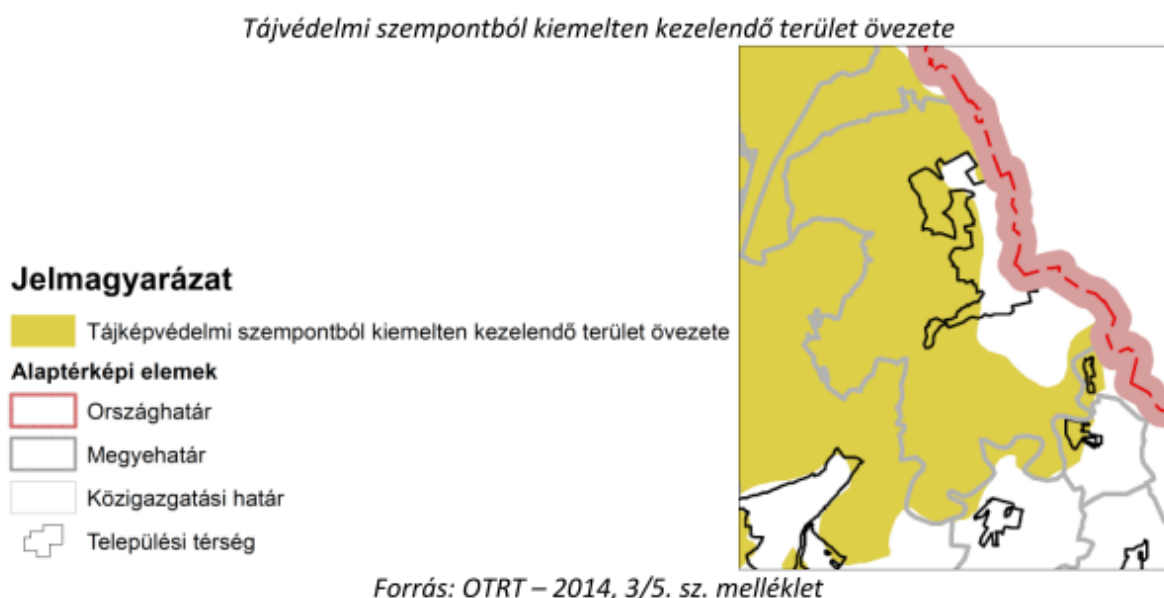 Tájvédelmi szempontból kiemelten kezelendő terület övezete
Jelmagyarázat
Tájképvédelmi szempontból kiemelten kezelendő terület övezete
Alaptérképi elemek
Országhatár
Megyehatár
Közigazgatási határ
Települési térség
Forrás: OTRT – 2014, 3/5. sz. melléklet